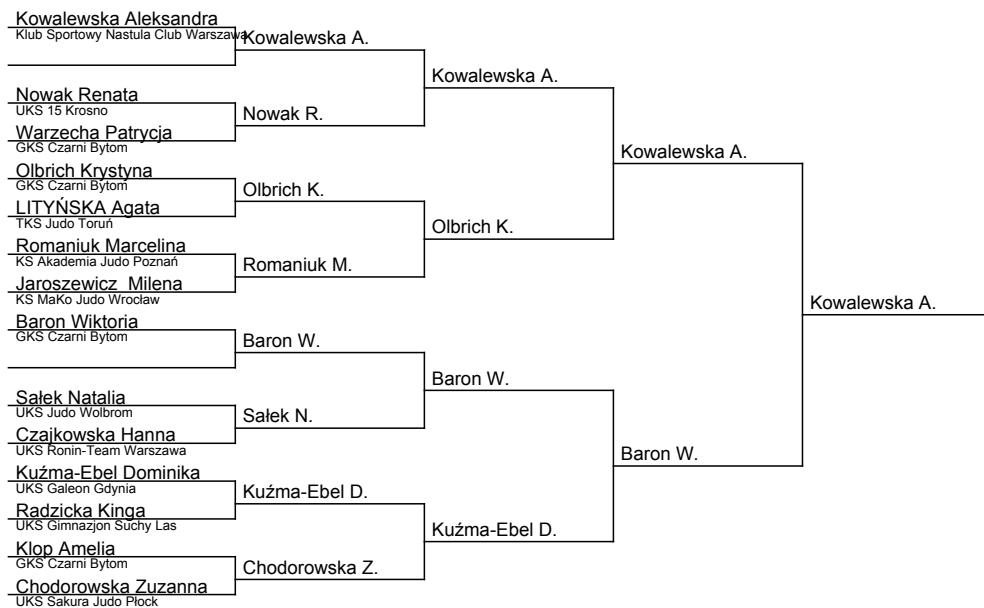 Kowalewska Aleksandra
Klub Sportowy Nastula Club Warszawa
Nowak Renata
UKS 15 Krosno
Warzecha Patrycja
GKS Czarni Bytom
Olbrich Krystyna
GKS Czarni Bytom
LITYŃSKA Agata
TKS Judo Toruń
Romaniuk Marcelina
KS Akademia Judo Poznań
Jaroszewicz  Milena
KS MaKo Judo Wrocław
Baron Wiktoria
GKS Czarni Bytom
Sałek Natalia
UKS Judo Wolbrom
Czajkowska Hanna
UKS Ronin-Team Warszawa
Kuźma-Ebel Dominika
UKS Galeon Gdynia
Radzicka Kinga
UKS Gimnazjon Suchy Las
Klop Amelia
GKS Czarni Bytom
Chodorowska Zuzanna
UKS Sakura Judo Płock
Kowalewska A.
Nowak R.
Olbrich K.
Romaniuk M.
Baron W.
Sałek N.
Kuźma-Ebel D.
Chodorowska Z.
Kowalewska A.
Olbrich K.
Baron W.
Kuźma-Ebel D.
Kowalewska A.
Baron W.
Kowalewska A.